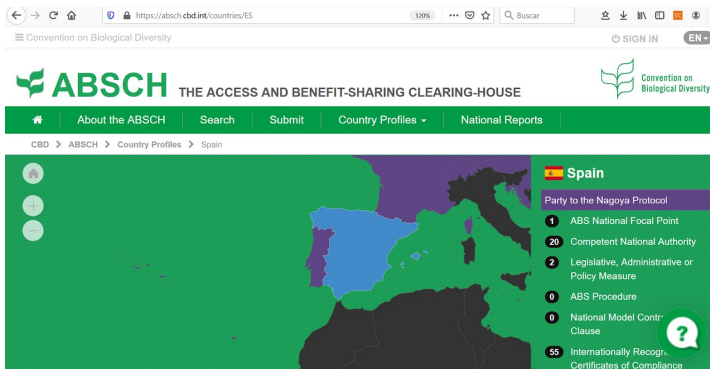 https://absch.cbd.int/countries/ES
120%
Buscar
Convention on Biological Diversity
SIGN IN
EN
ABSCH THE ACCESS AND BENEFIT-SHARING CLEARING-HOUSE
Convention on
Biological Diversity
About the ABSCH
Search
Submit
Country Profiles
National Reports
CBD > ABSCH > Country Profiles > Spain
+
−
Spain
Party to the Nagoya Protocol
1 ABS National Focal Point
20 Competent National Authority
2 Legislative, Administrative or
Policy Measure
0 ABS Procedure
0 National Model
Clause
?
55 Internationally
Certificates of Compliance